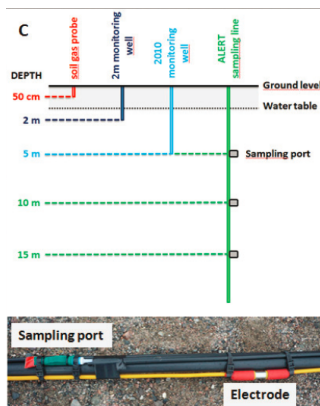 C
DEPTH
soil gas probe
2m monitoring
well
2010
monitoring
well
ALERT
sampling line
Ground level
50 cm
Water table
2 m
5 m
Sampling port
10 m
15 m
Sampling port
Electrode